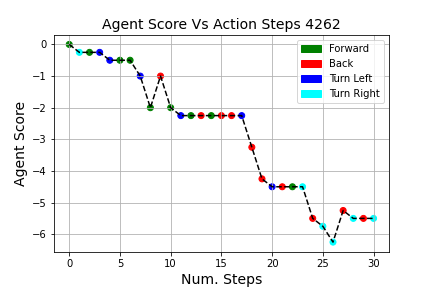 Agent Score Vs Action Steps 4262
Agent Score
0
−1
−2
−3
−4
−5
−6
Forward
Back
Turn Left
Turn Right
0 5 10 15 20 25 30
Num. Steps